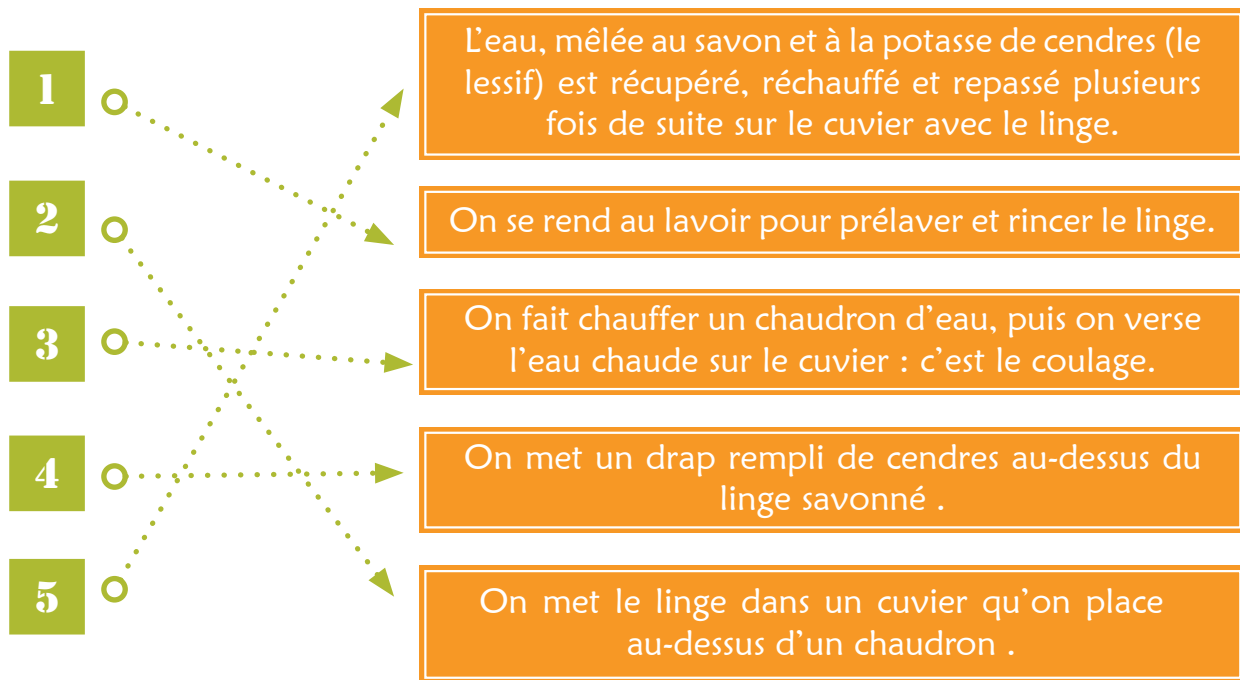 1
L'eau, mêlée au savon et à la potasse de cendres (le
lessif) est récupéré, réchauffé et repassé plusieurs
fois de suite sur le cuvier avec le linge.
2
On se rend au lavoir pour prélaver et rincer le linge.
3
On fait chauffer un chaudron d'eau, puis on verse
l'eau chaude sur le cuvier : c'est le coulage.
4
On met un drap rempli de cendres au-dessus du
linge savonné .
5
On met le linge dans un cuvier qu'on place
au-dessus d'un chaudron .